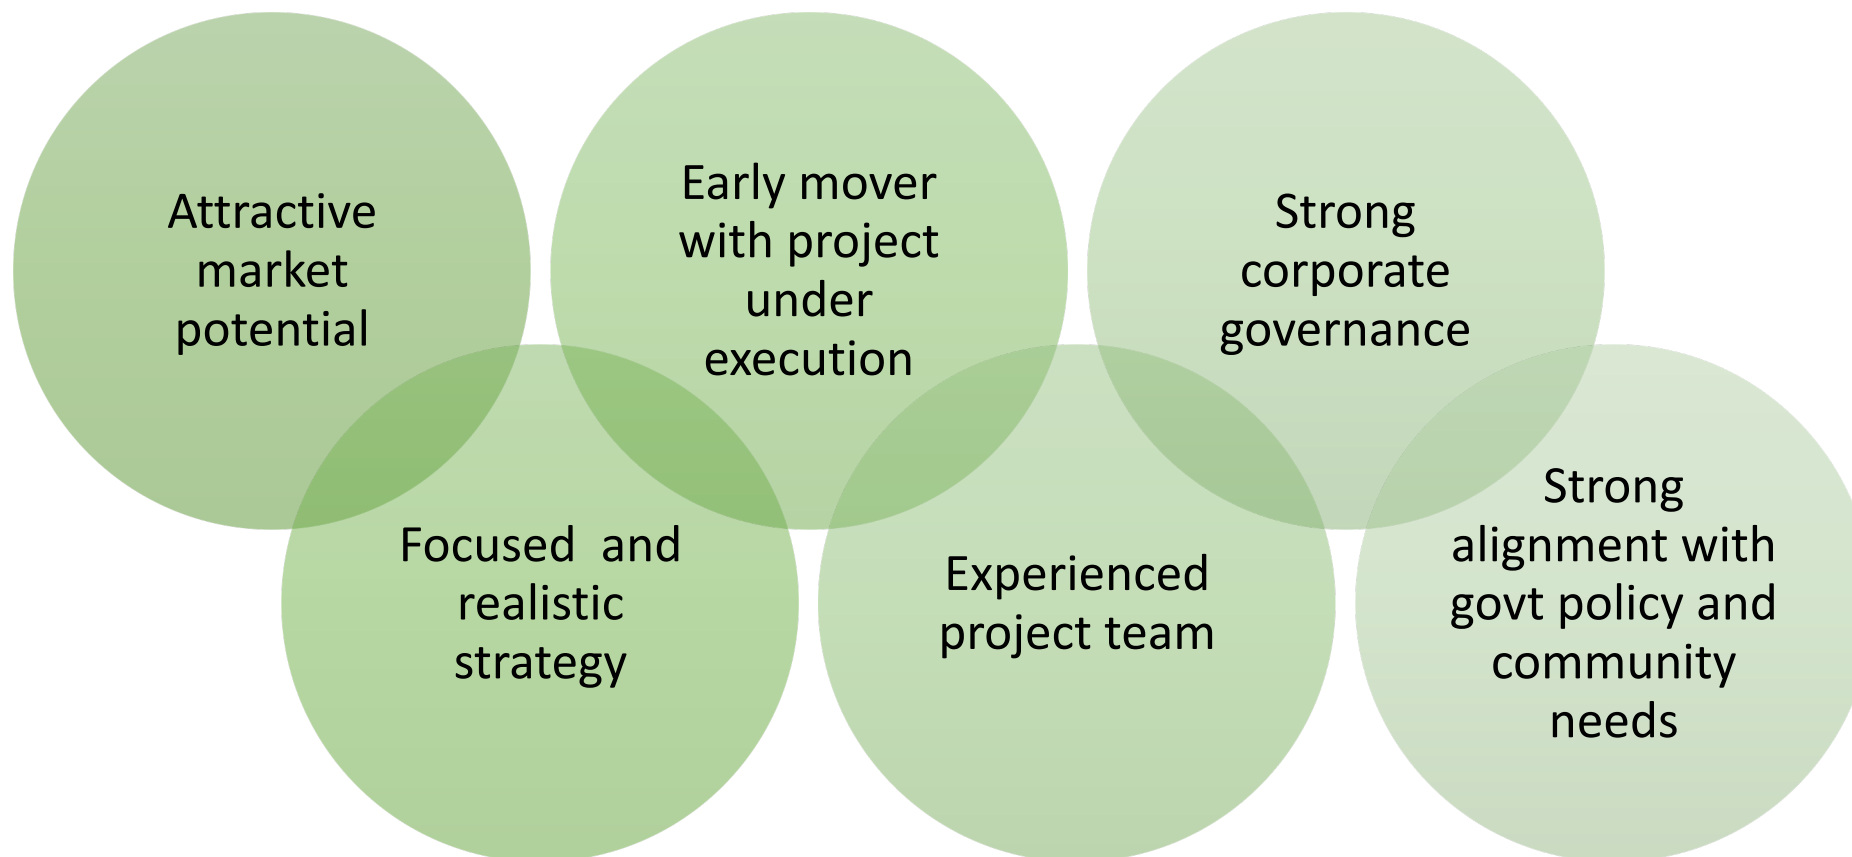 Attractive
market
potential
Focused  and
realistic
strategy
Early mover
with project
under
execution
Experienced
project team
Strong
corporate
governance
Strong
alignment with
govt policy and
community
needs